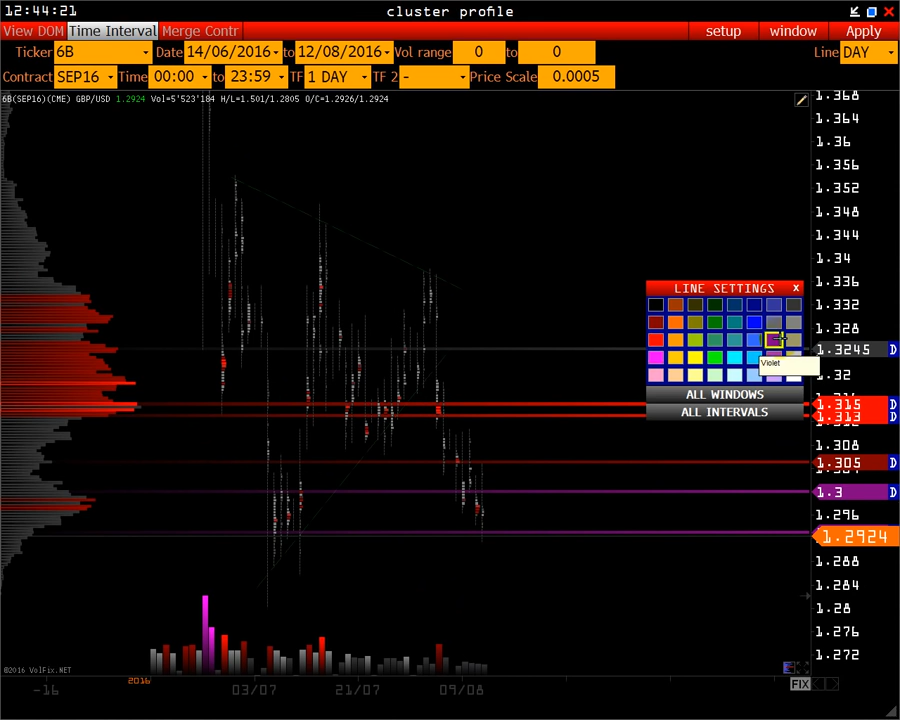 12:44:21 cluster profile
View DOM Time Interval Merge Contr setup window Apply
Ticker 6B Date 14/06/2016 to 12/08/2016 Vol range 0 to 0 Line DAY
Contract SEP16 Time 00:00 to 23:59 TF 1 DAY TF 2 - Price Scale 0.0005
6B(SEP16)(CME) GBP/USD 1.2924 Vol=5'523'184 H/L=1.501/1.2805 O/C=1.2926/1.2924
1.368
1.364
1.36
1.356
1.352
1.348
1.344
1.34
1.336
LINE SETTINGS x
1.332
1.328
1.3245 D
Violet
1.32
ALL WINDOWS
1.315 D
ALL INTERVALS
1.313 D
1.308
1.305 D
1.3 D
1.296
1.2924
1.288
1.284
1.28
1.276
1.272
©2016 VolFix.NET
2016
FIX
-16 03/07 21/07 09/08